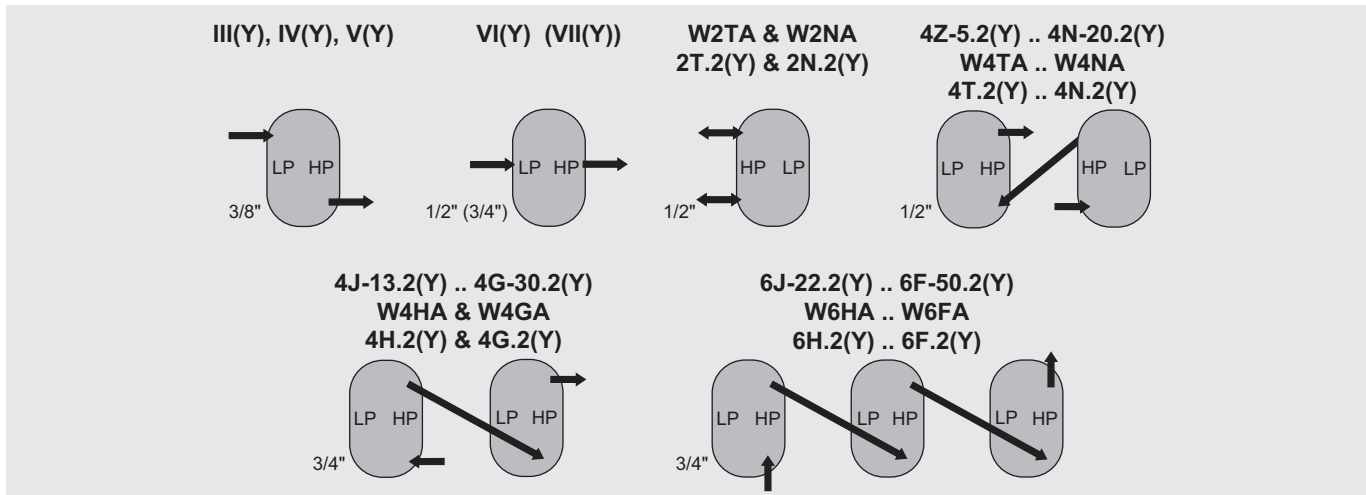 III(Y), IV(Y), V(Y)
VI(Y) (VII(Y))
W2TA & W2NA
2T.2(Y) & 2N.2(Y)
4Z-5.2(Y) .. 4N-20.2(Y)
W4TA .. W4NA
4T.2(Y) .. 4N.2(Y)
LP HP
3/8"
LP HP
1/2" (3/4")
HP LP
1/2"
LP HP
HP LP
1/2"
4J-13.2(Y) .. 4G-30.2(Y)
W4HA & W4GA
4H.2(Y) & 4G.2(Y)
6J-22.2(Y) .. 6F-50.2(Y)
W6HA .. W6FA
6H.2(Y) .. 6F.2(Y)
LP HP
LP HP
3/4"
LP HP
LP HP
LP HP
3/4"